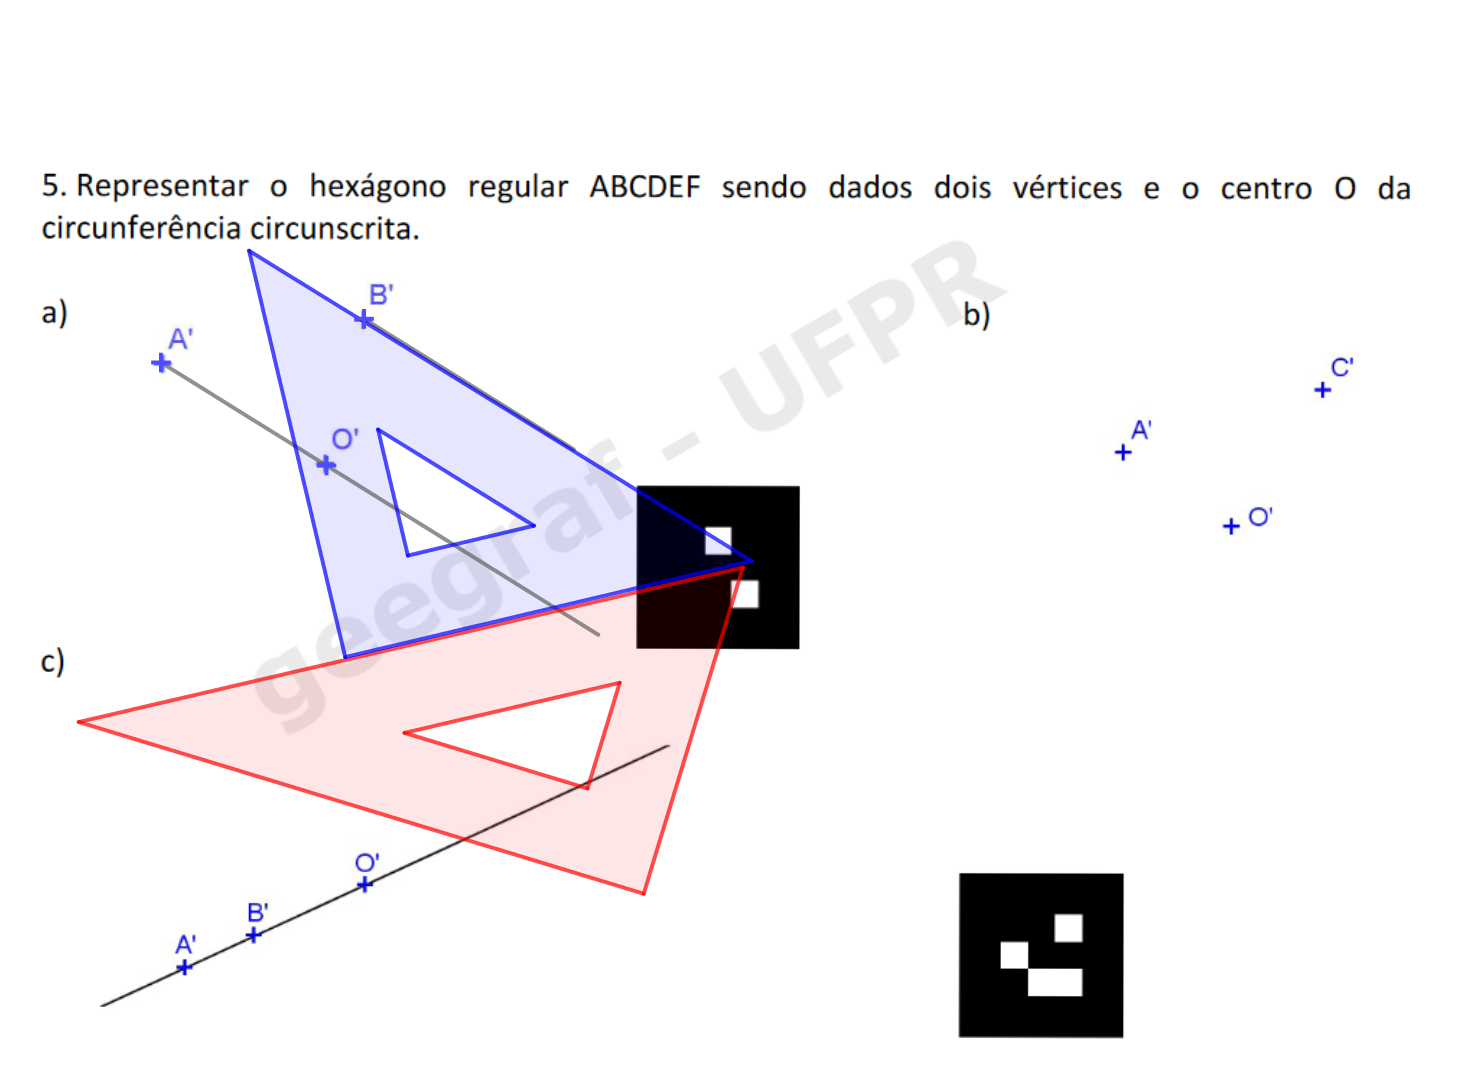 5. Representar o hexágono regular ABCDEF sendo dados dois vértices e o centro O da
circunferência circunscrita.
a)
A'
B'
O'
b)
A'
C'
O'
c)
A'
B'
O'
geegraf - UFPR